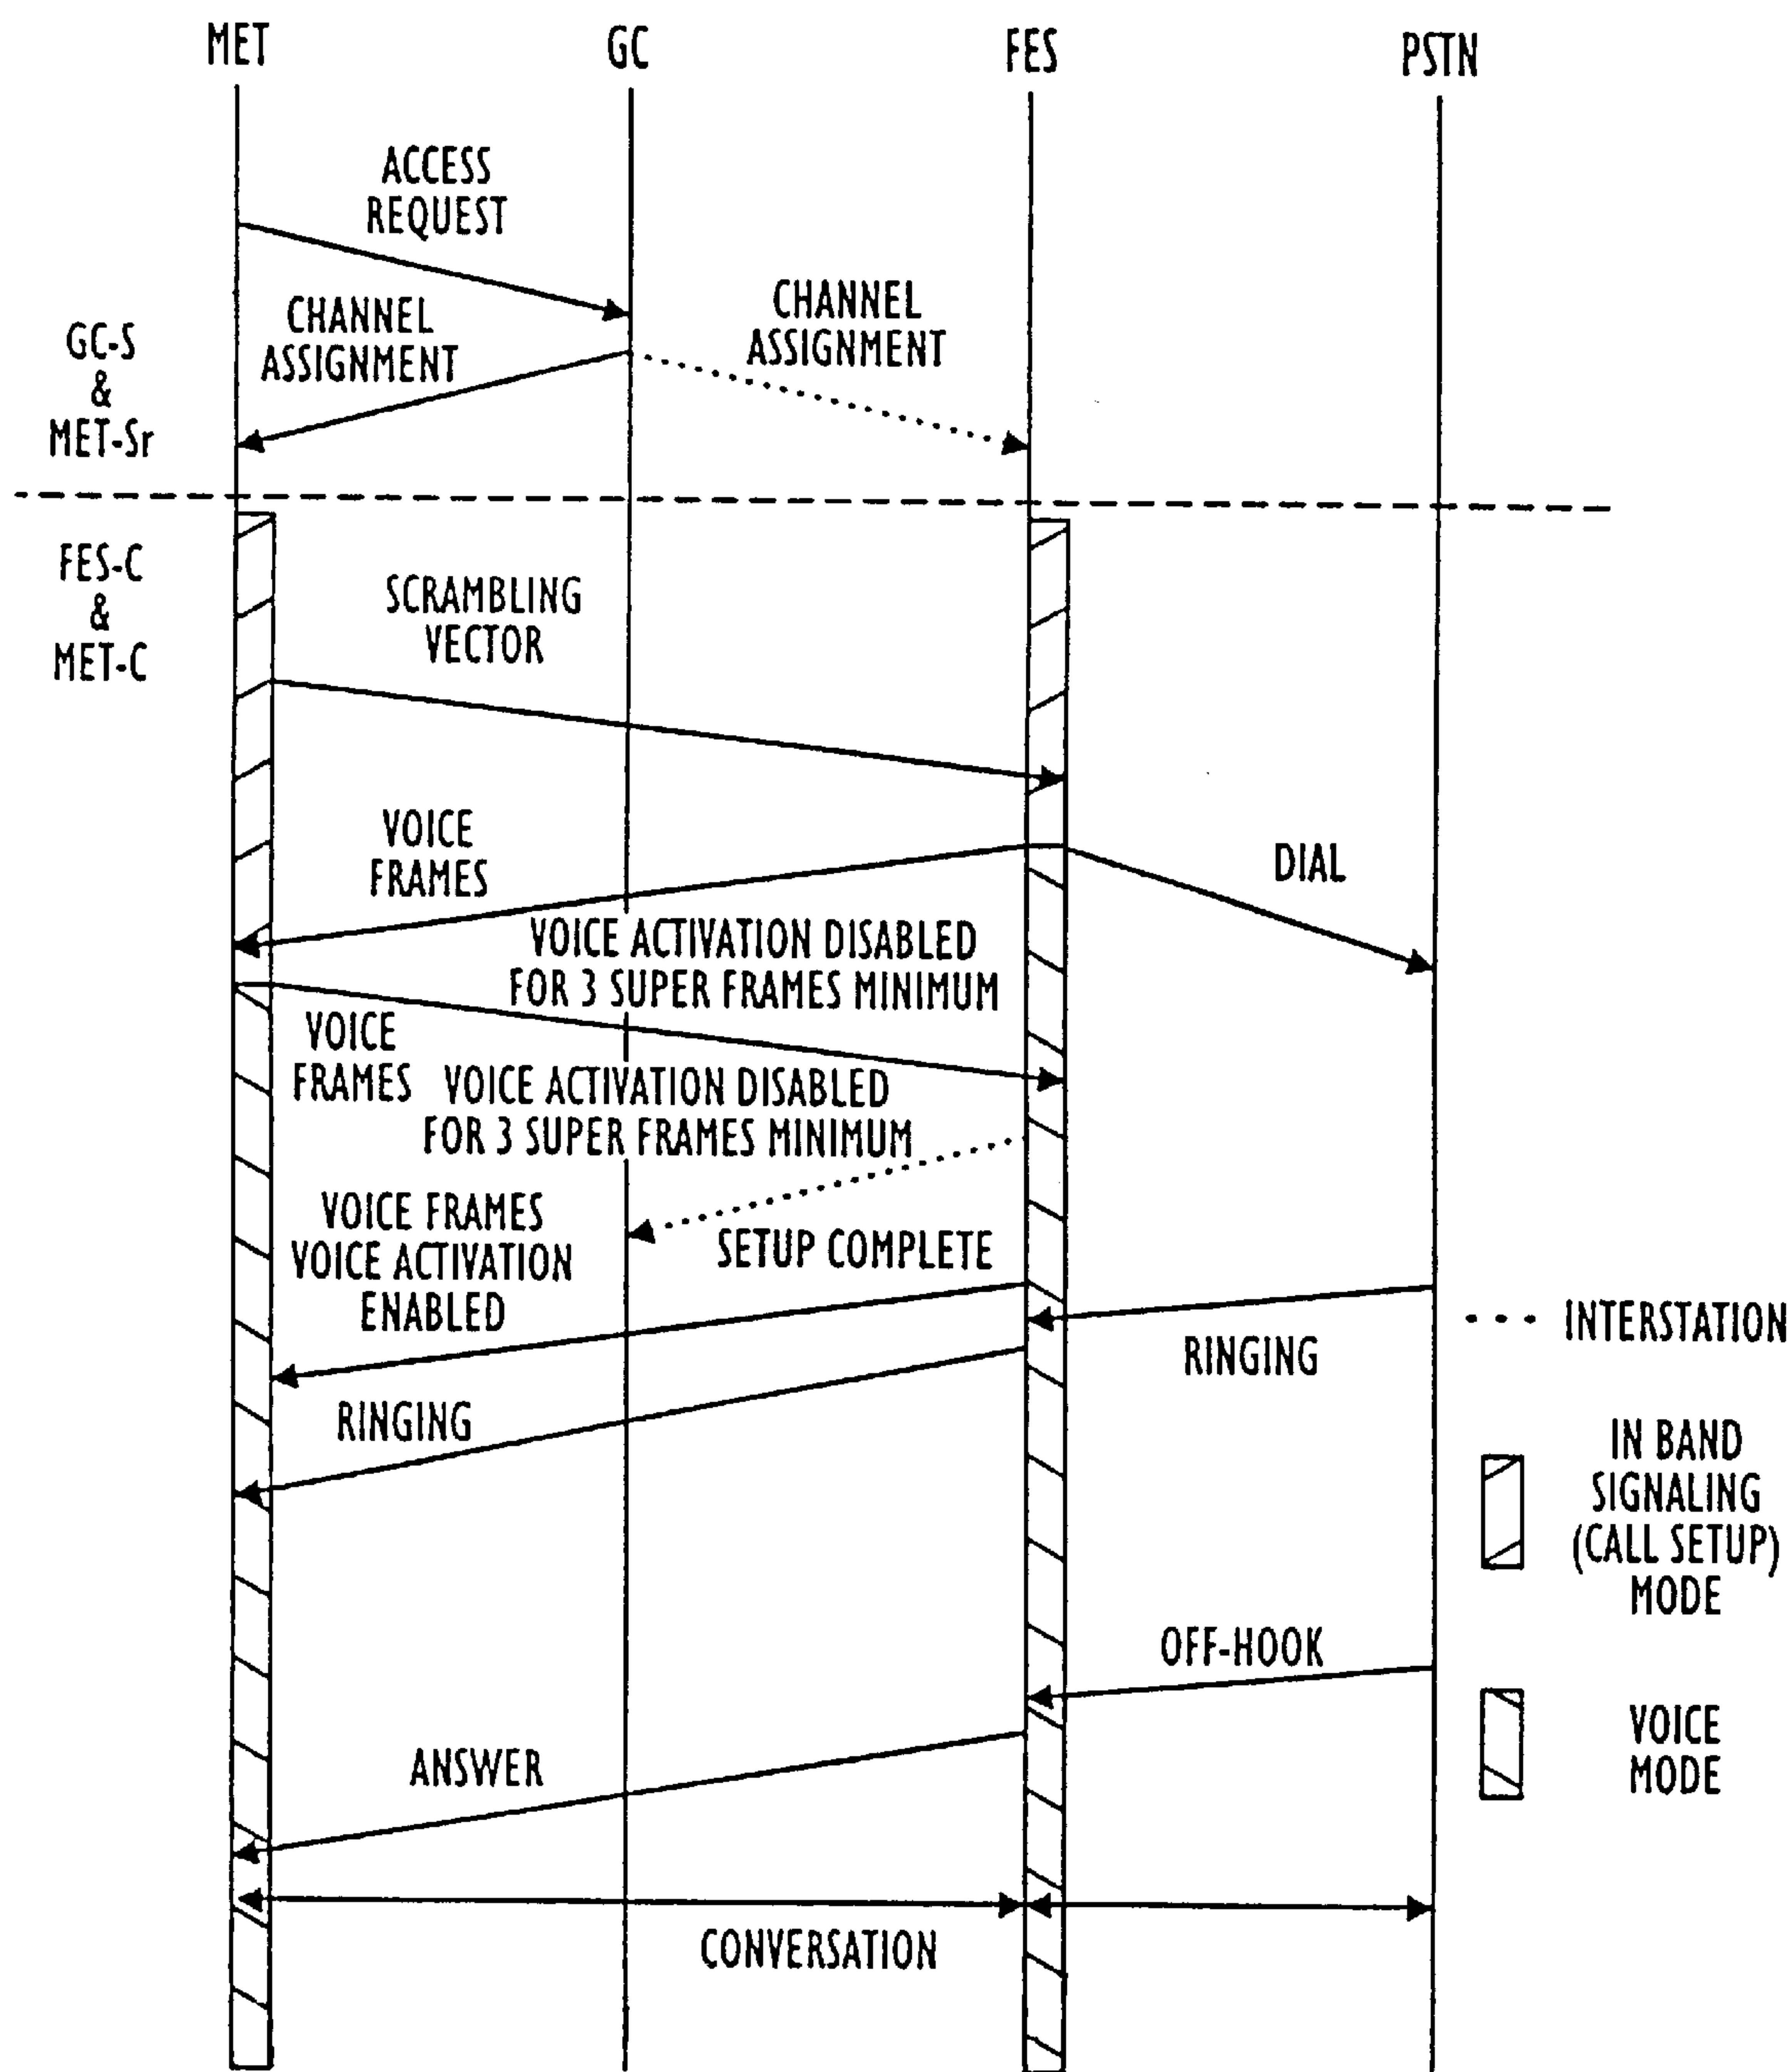 MET
GC
FES
PSTN
ACCESS
REQUEST
CHANNEL
ASSIGNMENT
CHANNEL
ASSIGNMENT
GC-S
&
MET-Sr
FES-C
&
MET-C
SCRAMBLING
VECTOR
VOICE
FRAMES
DIAL
VOICE ACTIVATION DISABLED
FOR 3 SUPER FRAMES MINIMUM
VOICE
FRAMES
VOICE ACTIVATION DISABLED
FOR 3 SUPER FRAMES MINIMUM
VOICE FRAMES
VOICE ACTIVATION
ENABLED
SETUP COMPLETE
RINGING
RINGING
INTERSTATION
IN BAND
SIGNALING
(CALL SETUP)
MODE
OFF-HOOK
VOICE
MODE
ANSWER
CONVERSATION